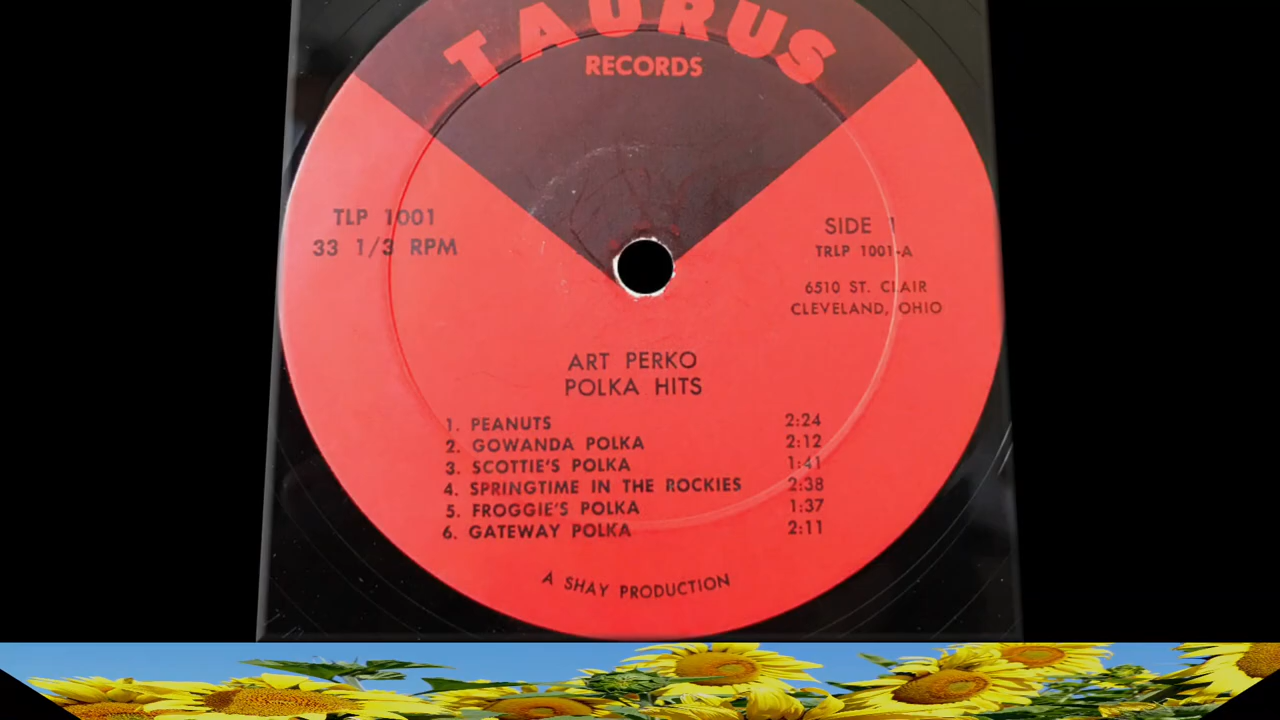 TAURUS
RECORDS
TLP 1001
33 1/3 RPM
SIDE 1
TRLP 1001-A
6510 ST. CLAIR
CLEVELAND, OHIO
ART PERKO
POLKA HITS
1. PEANUTS 2:24
2. GOWANDA POLKA 2:12
3. SCOTTIE'S POLKA 1:41
4. SPRINGTIME IN THE ROCKIES 2:38
5. FROGGIE'S POLKA 1:37
6. GATEWAY POLKA 2:11
A SHAY PRODUCTION